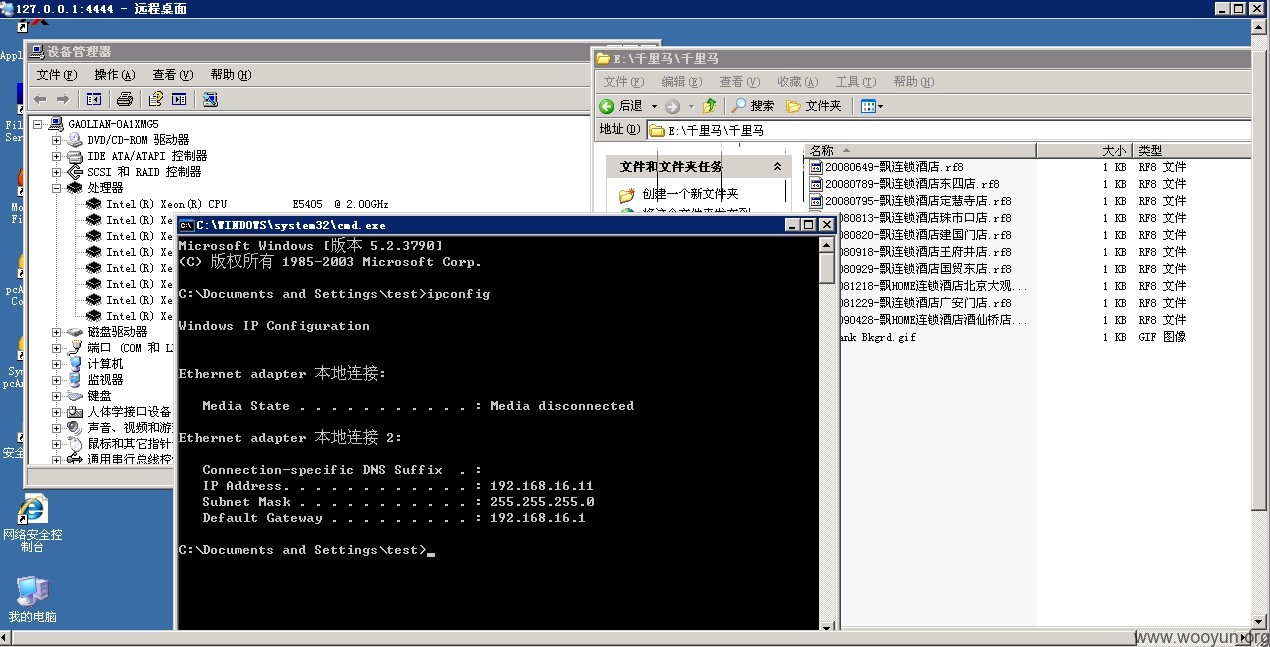 127.0.0.1:4444 - 远程桌面
设备管理器
文件(F) 操作(A) 查看(V) 帮助(H)
GAOLIAN-OA1XMG5
DVD/CD-ROM 驱动器
IDE ATA/ATAPI 控制器
SCSI 和 RAID 控制器
处理器
Intel(R) Xeon(R) CPU E5405 @ 2.00GHz
Intel(R) Xe
Intel(R) Xe
Intel(R) Xe
Intel(R) Xe
Intel(R) Xe
Intel(R) Xe
Intel(R) Xe
磁盘驱动器
端口 (COM 和 L
计算机
监视器
键盘
人体学接口设备
声音、视频和游
鼠标和其它指针
通用串行总线控
E:\千里马\千里马
文件(F) 编辑(E) 查看(V) 收藏(A) 工具(T) 帮助(H)
后退 搜索 文件夹
地址(D) E:\千里马\千里马
文件和文件夹任务
创建一个新文件夹
将这个文件夹发布到
名称 大小 类型
20080649-飘连锁酒店.rf8 1 KB RF8 文件
20080789-飘连锁酒店东四店.rf8 1 KB RF8 文件
20080795-飘连锁酒店定慧寺店.rf8 1 KB RF8 文件
080813-飘连锁酒店珠市口店.rf8 1 KB RF8 文件
080820-飘连锁酒店建国门店.rf8 1 KB RF8 文件
080918-飘连锁酒店王府井店.rf8 1 KB RF8 文件
080929-飘连锁酒店国贸东店.rf8 1 KB RF8 文件
081218-飘HOME连锁酒店北京大观... 1 KB RF8 文件
081229-飘连锁酒店广安门店.rf8 1 KB RF8 文件
090428-飘HOME连锁酒店酒仙桥店... 1 KB RF8 文件
ank Bkgrd.gif 1 KB GIF 图像
C:\WINDOWS\system32\cmd.exe
Microsoft Windows [版本 5.2.3790]
(C) 版权所有 1985-2003 Microsoft Corp.
C:\Documents and Settings\test>ipconfig
Windows IP Configuration
Ethernet adapter 本地连接:
Media State . . . . . . . . . . . : Media disconnected
Ethernet adapter 本地连接 2:
Connection-specific DNS Suffix  . :
IP Address. . . . . . . . . . . . : 192.168.16.11
Subnet Mask . . . . . . . . . . . : 255.255.255.0
Default Gateway . . . . . . . . . : 192.168.16.1
C:\Documents and Settings\test>_
Appl
Fil
Ser
Mo
Fi
pcA
Co
Sy
pcAn
安全
网络安全控
制台
我的电脑
www.wooyun.org